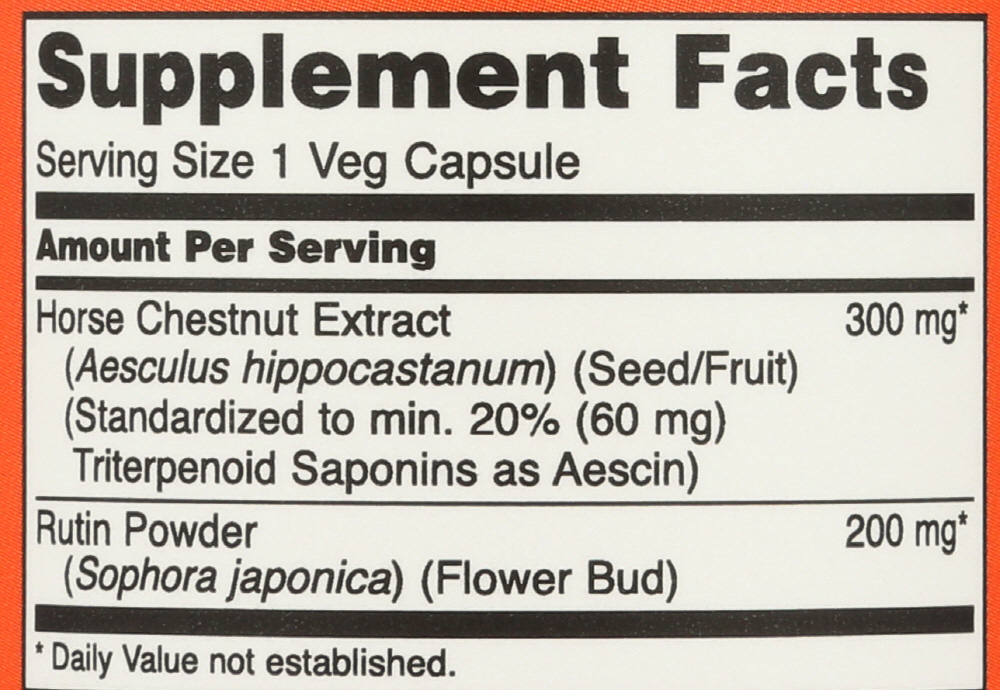 Supplement Facts
Serving Size 1 Veg Capsule
Amount Per Serving
Horse Chestnut Extract 300 mg*
(Aesculus hippocastanum) (Seed/Fruit)
(Standardized to min. 20% (60 mg)
Triterpenoid Saponins as Aescin)
Rutin Powder 200 mg*
(Sophora japonica) (Flower Bud)
* Daily Value not established.